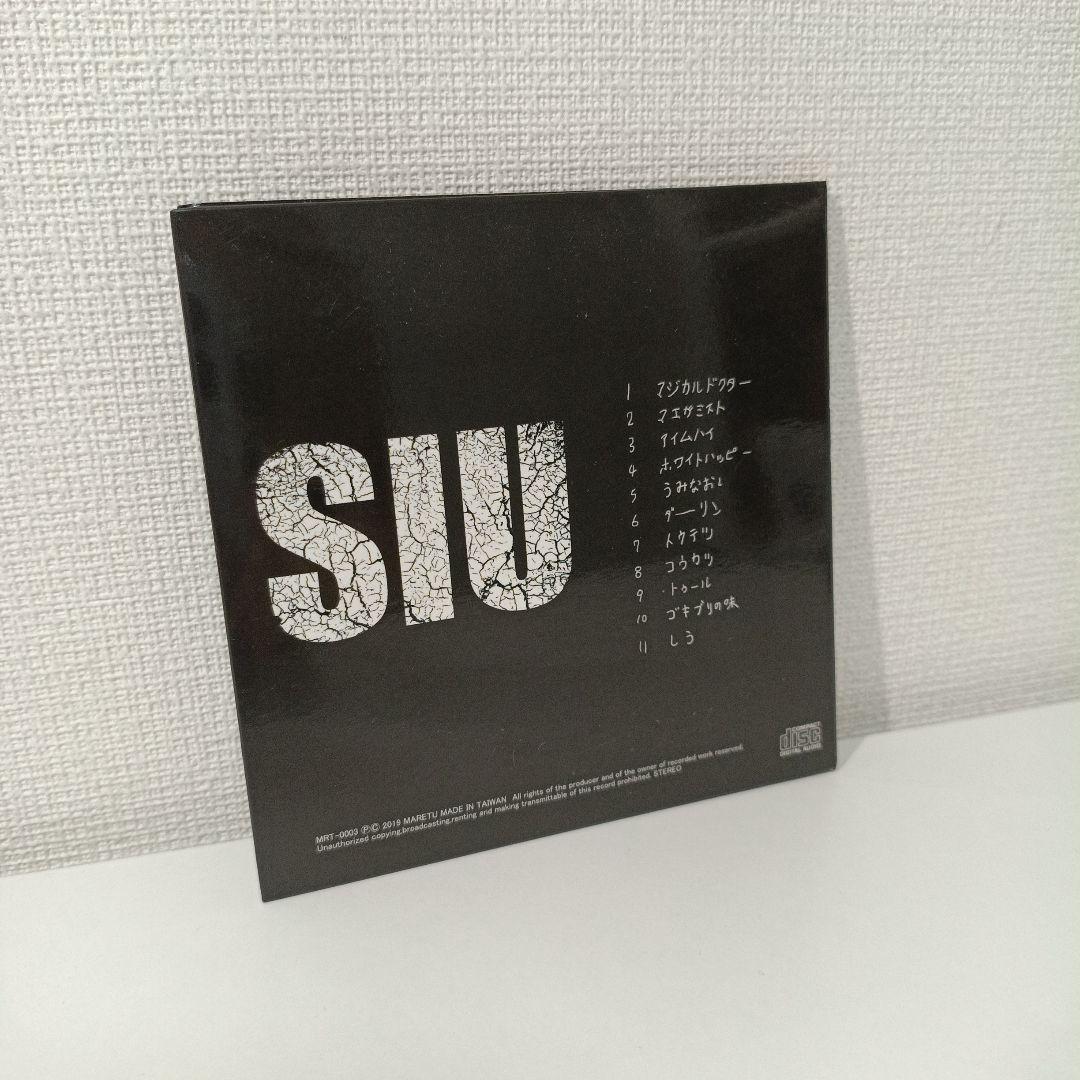 SIU
1 マジカルドクター
2 マエガミスト
3 アイムハイ
4 ホワイトハッピー
5 うみなおし
6 ダーリン
7 トクテツ
8 コウカツ
9 ・トゥール
10 ゴキブリの味
11 しう
COMPACT
disc
DIGITAL AUDIO
MRT-0003 ⓅⒸ 2019 MARETU MADE IN TAIWAN All rights of the producer and of the owner of recorded work reserved.
Unauthorized copying,broadcasting,renting and making transmittable of this record prohibited. STEREO